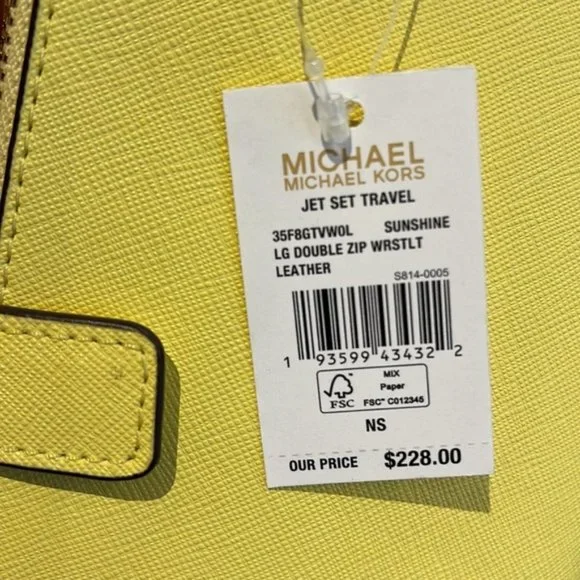 MICHAEL
MICHAEL KORS
JET SET TRAVEL
35F8GTVW0L SUNSHINE
LG DOUBLE ZIP WRSTLT
LEATHER
S814-0005
1 93599 43432 2
FSC
MIX
Paper
FSC™ C012345
NS
OUR PRICE $228.00